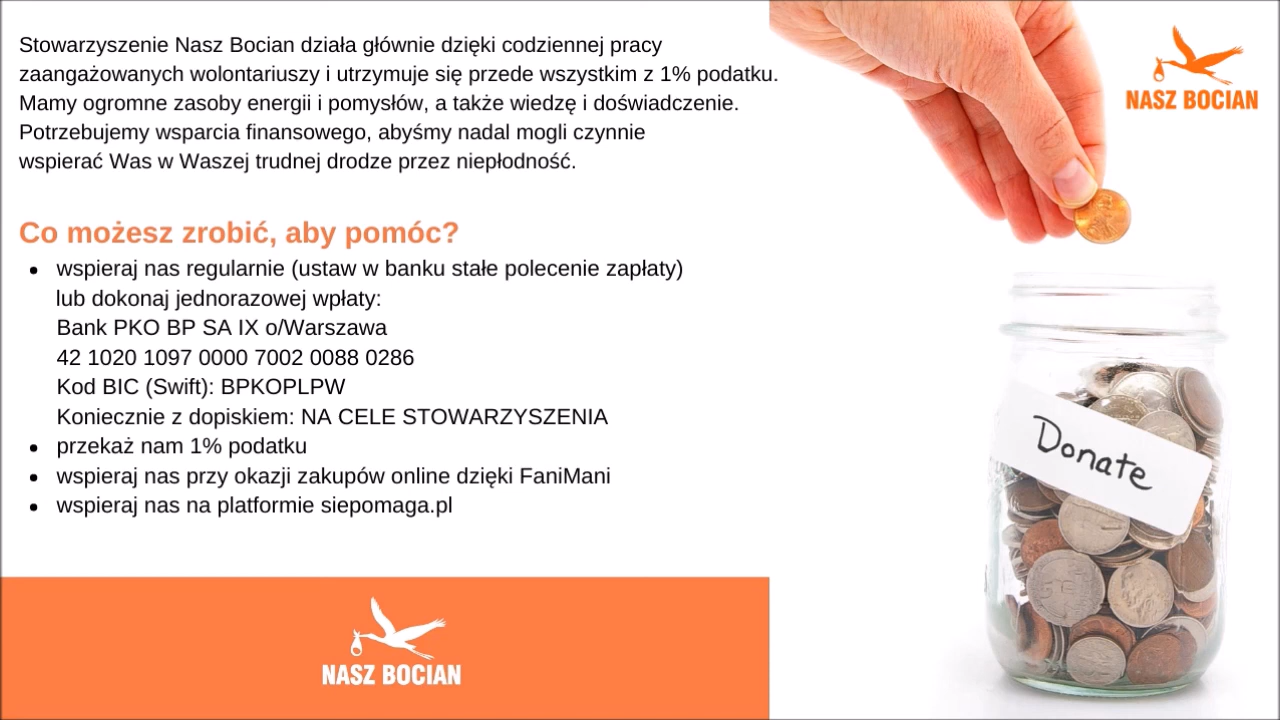 Stowarzyszenie Nasz Bocian działa głównie dzięki codziennej pracy
zaangażowanych wolontariuszy i utrzymuje się przede wszystkim z 1% podatku.
Mamy ogromne zasoby energii i pomysłów, a także wiedzę i doświadczenie.
Potrzebujemy wsparcia finansowego, abyśmy nadal mogli czynnie
wspierać Was w Waszej trudnej drodze przez niepłodność.
Co możesz zrobić, aby pomóc?
• wspieraj nas regularnie (ustaw w banku stałe polecenie zapłaty)
lub dokonaj jednorazowej wpłaty:
Bank PKO BP SA IX o/Warszawa
42 1020 1097 0000 7002 0088 0286
Kod BIC (Swift): BPKOPLPW
Koniecznie z dopiskiem: NA CELE STOWARZYSZENIA
• przekaż nam 1% podatku
• wspieraj nas przy okazji zakupów online dzięki FaniMani
• wspieraj nas na platformie siepomaga.pl
NASZ BOCIAN
NASZ BOCIAN
Donate